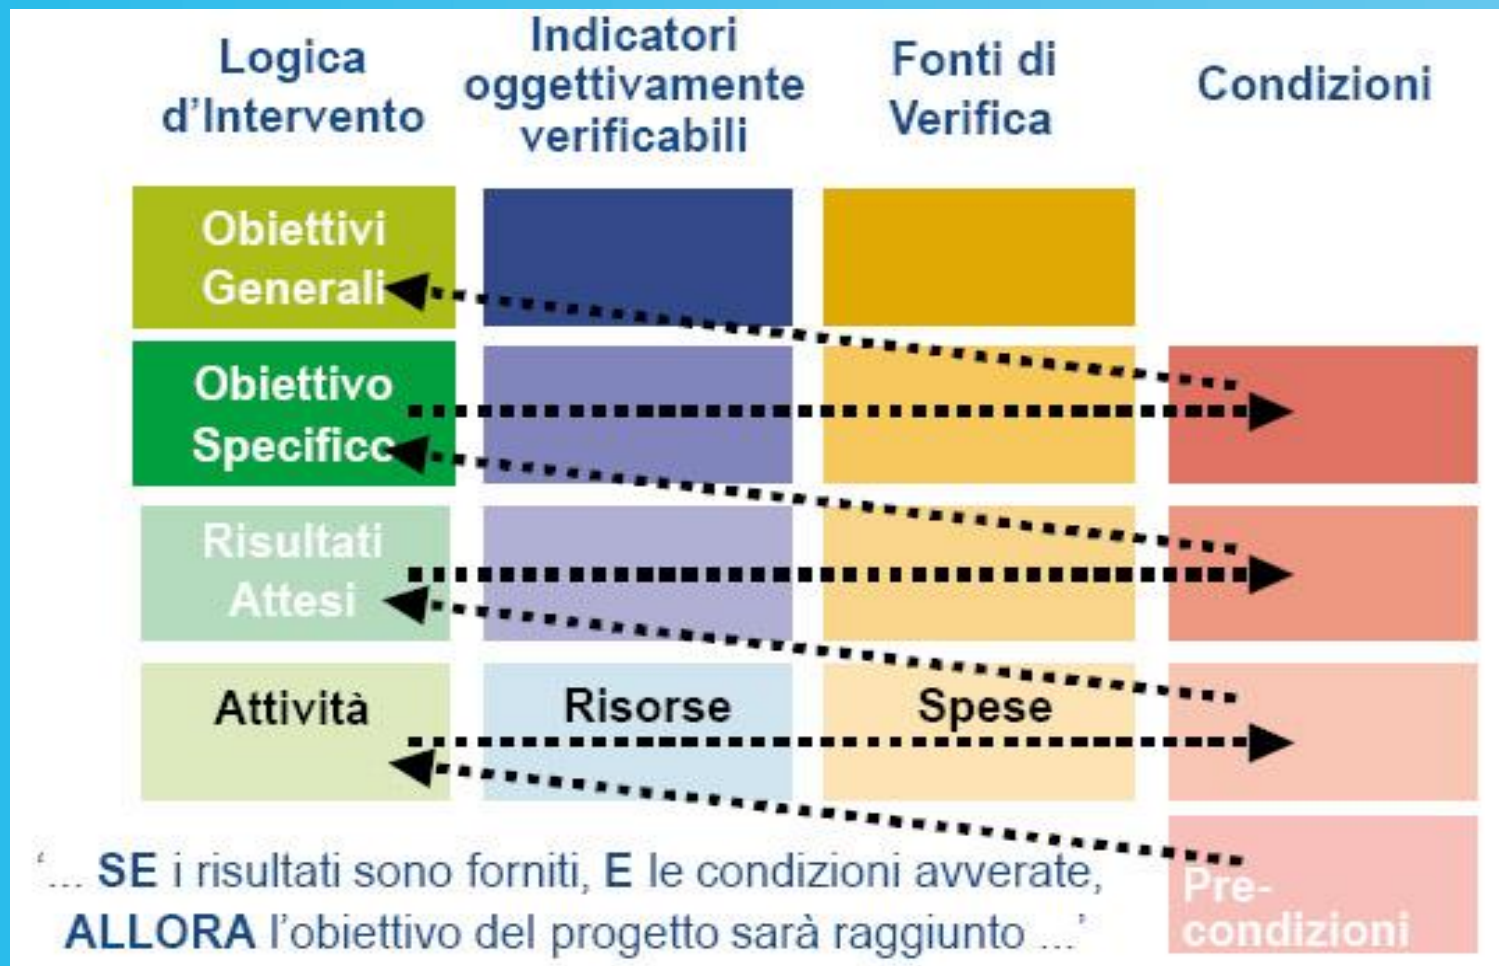 Logica
d'Intervento
Indicatori
oggettivamente
verificabili
Fonti di
Verifica
Condizioni
Obiettivi
Generali
Obiettivo
Specifico
Risultati
Attesi
Attività
Risorse
Spese
Pre-
condizioni
‘... SE i risultati sono forniti, E le condizioni avverate,
ALLORA l'obiettivo del progetto sarà raggiunto ...’